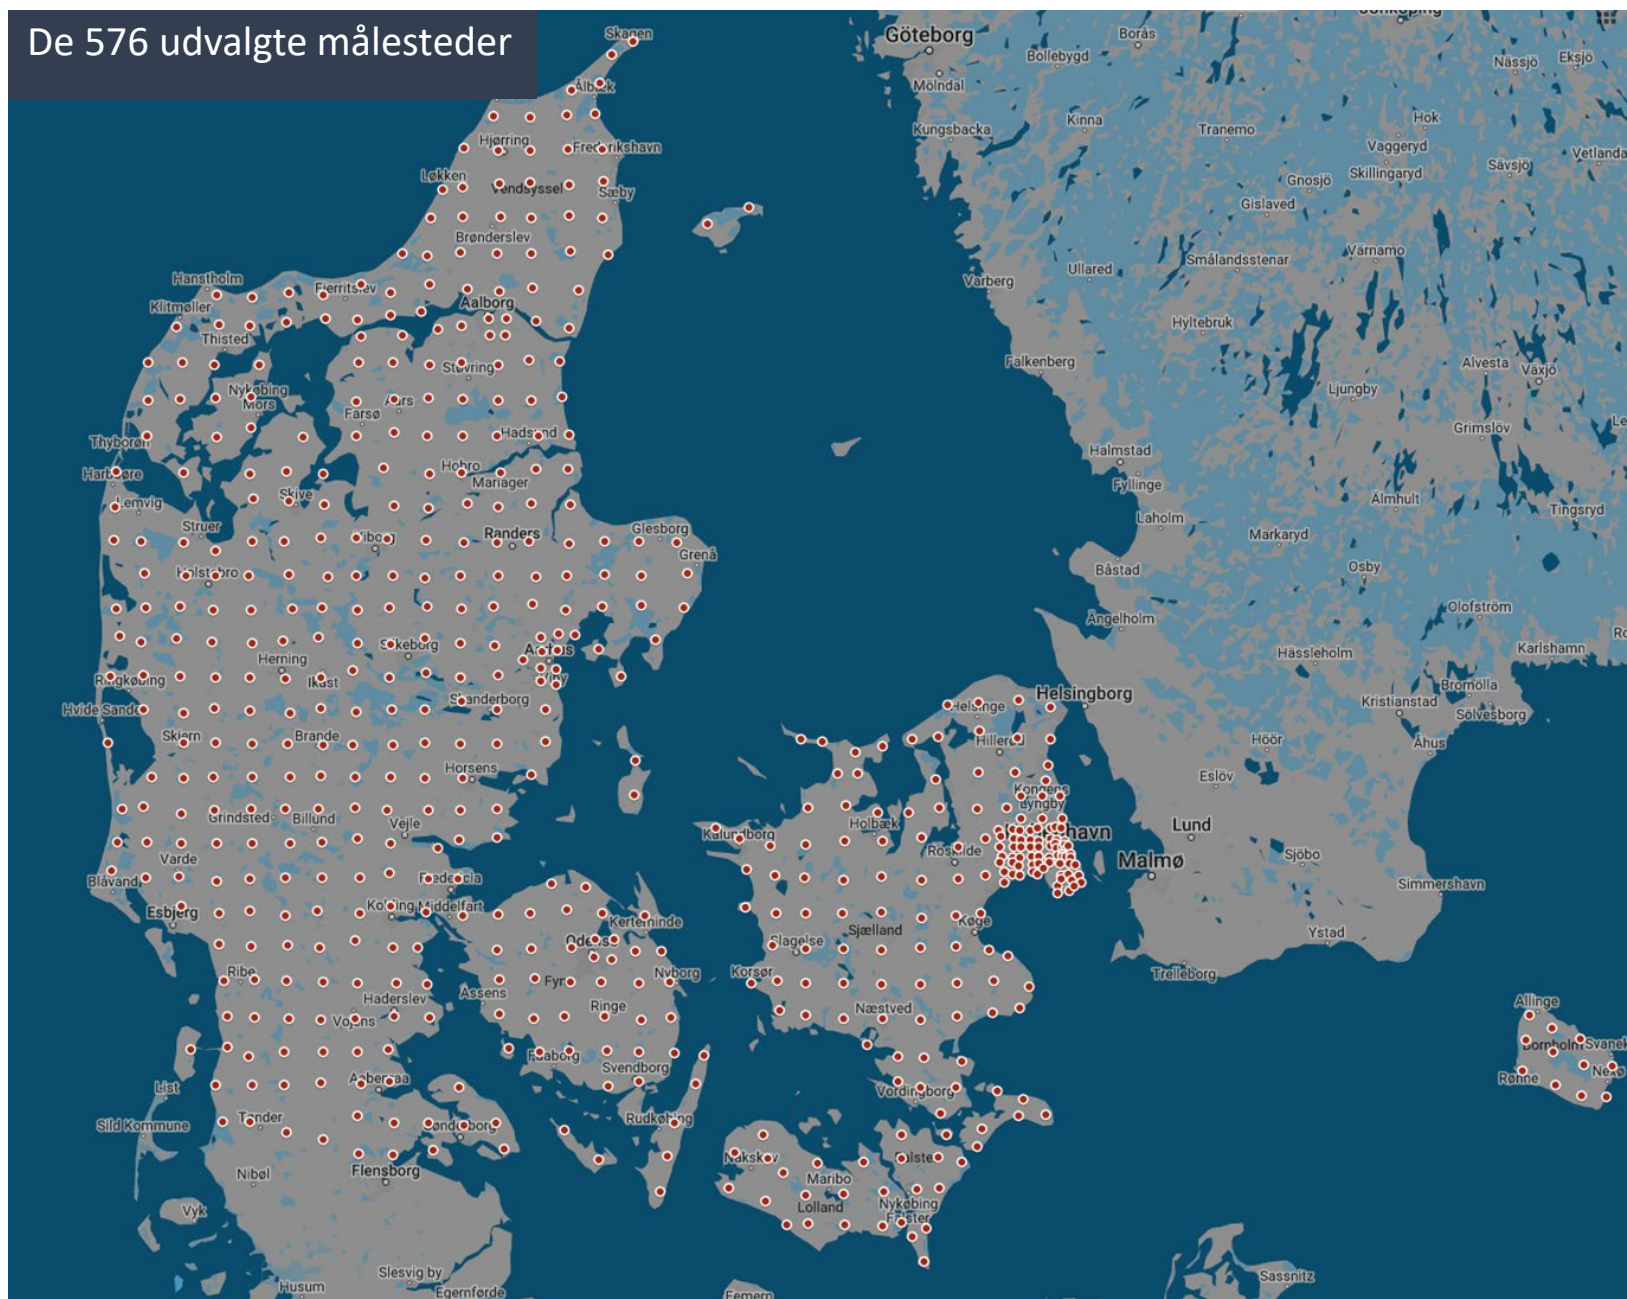 De 576 udvalgte målesteder
Skagen
Göteborg
Borås
Bollebygd
Nässjö
Eksjö
Mölndal
Ålbæk
Kungsbacka
Kinna
Tranemo
Hok
Vaggeryd
Hjørring
Frederikshavn
Sävsjö
Vetlanda
Løkken
Vendsyssel
Sæby
Gnosjö
Skillingaryd
Gislaved
Brønderslev
Värnamo
Smålandsstenar
Ullared
Varberg
Hanstholm
Fjerritslev
Klitmøller
Aalborg
Thisted
Hyltebruk
Falkenberg
Støvring
Alvesta
Växjö
Nykøbing
Mors
Ljungby
Farsø
Aars
Grimslöv
Thyborøn
Hadsund
Halmstad
Harboøre
Hobro
Mariager
Fyllinge
Lemvig
Skive
Älmhult
Tingsryd
Laholm
Struer
Viborg
Randers
Glesborg
Markaryd
Grenå
Holstebro
Båstad
Osby
Ängelholm
Olofström
Silkeborg
Aarhus
Herning
Hässleholm
Karlshamn
Ringkøbing
Ikast
Viby
Bromölla
Hvide Sande
Skanderborg
Helsinge
Helsingborg
Kristianstad
Sölvesborg
Skjern
Brande
Hillerød
Höör
Åhus
Horsens
Eslöv
Kongens
Lyngby
Grindsted
Billund
Vejle
Kalundborg
Holbæk
Lund
Varde
Roskilde
Malmø
Sjöbo
Blåvand
Fredericia
Simmershavn
Esbjerg
Kolding
Middelfart
Kerteminde
Køge
Odense
Slagelse
Sjælland
Ystad
Ribe
Fyn
Nyborg
Korsør
Trelleborg
Assens
Haderslev
Ringe
Næstved
Allinge
Vojens
Faaborg
Bornholm
Svanek
Svendborg
List
Aabenraa
Rønne
Nexø
Vordingborg
Sild Kommune
Tønder
Sønderborg
Rudkøbing
Nakskov
Falster
Nibøl
Flensborg
Maribo
Lolland
Nykøbing
Falster
Vyk
Slesvig by
Husum
Egernførde
Femern
Sassnitz